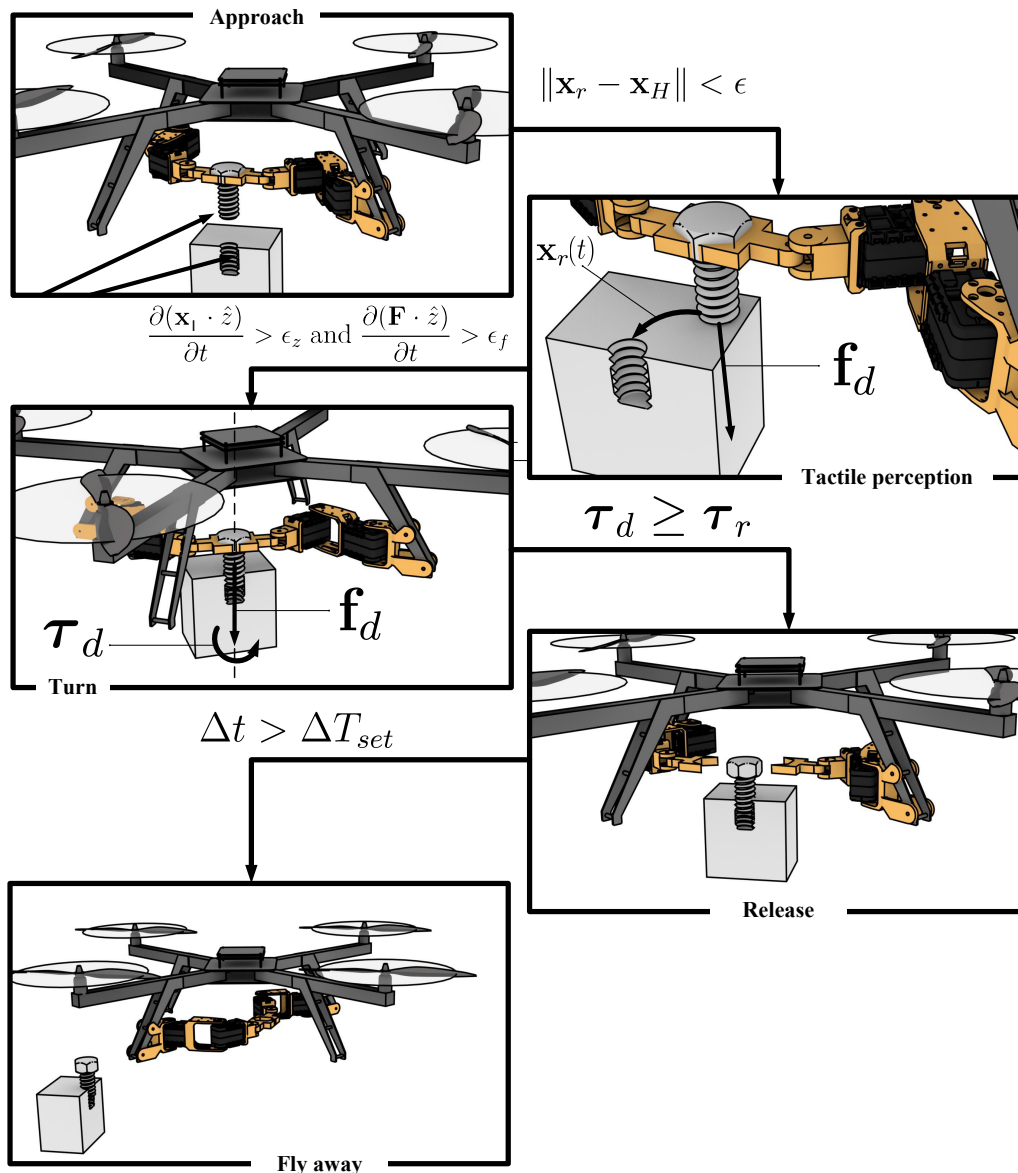 Approach
‖x_r − x_H‖ < ϵ
x_r(t)
f_d
Tactile perception
∂(x_| · ẑ)/∂t > ϵ_z and ∂(F · ẑ)/∂t > ϵ_f
τ_d
f_d
Turn
τ_d ≥ τ_r
Release
Δt > ΔT_set
Fly away